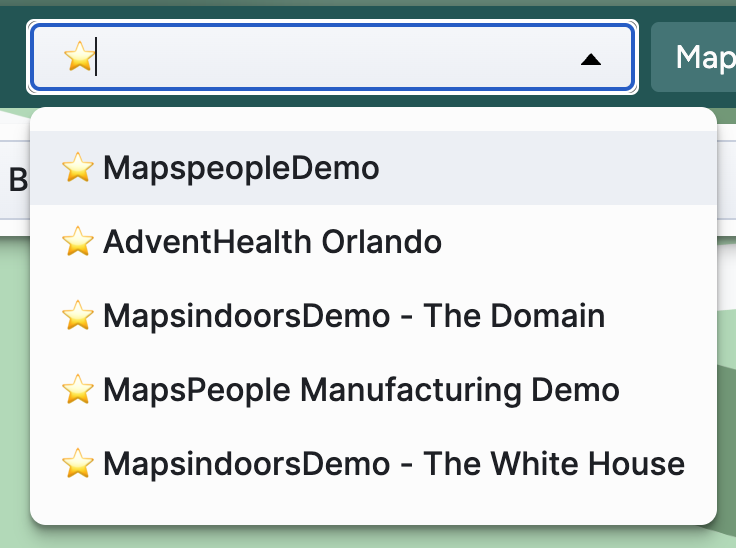 ⭐
Map
B
⭐ MapspeopleDemo
⭐ AdventHealth Orlando
⭐ MapsindoorsDemo - The Domain
⭐ MapsPeople Manufacturing Demo
⭐ MapsindoorsDemo - The White House